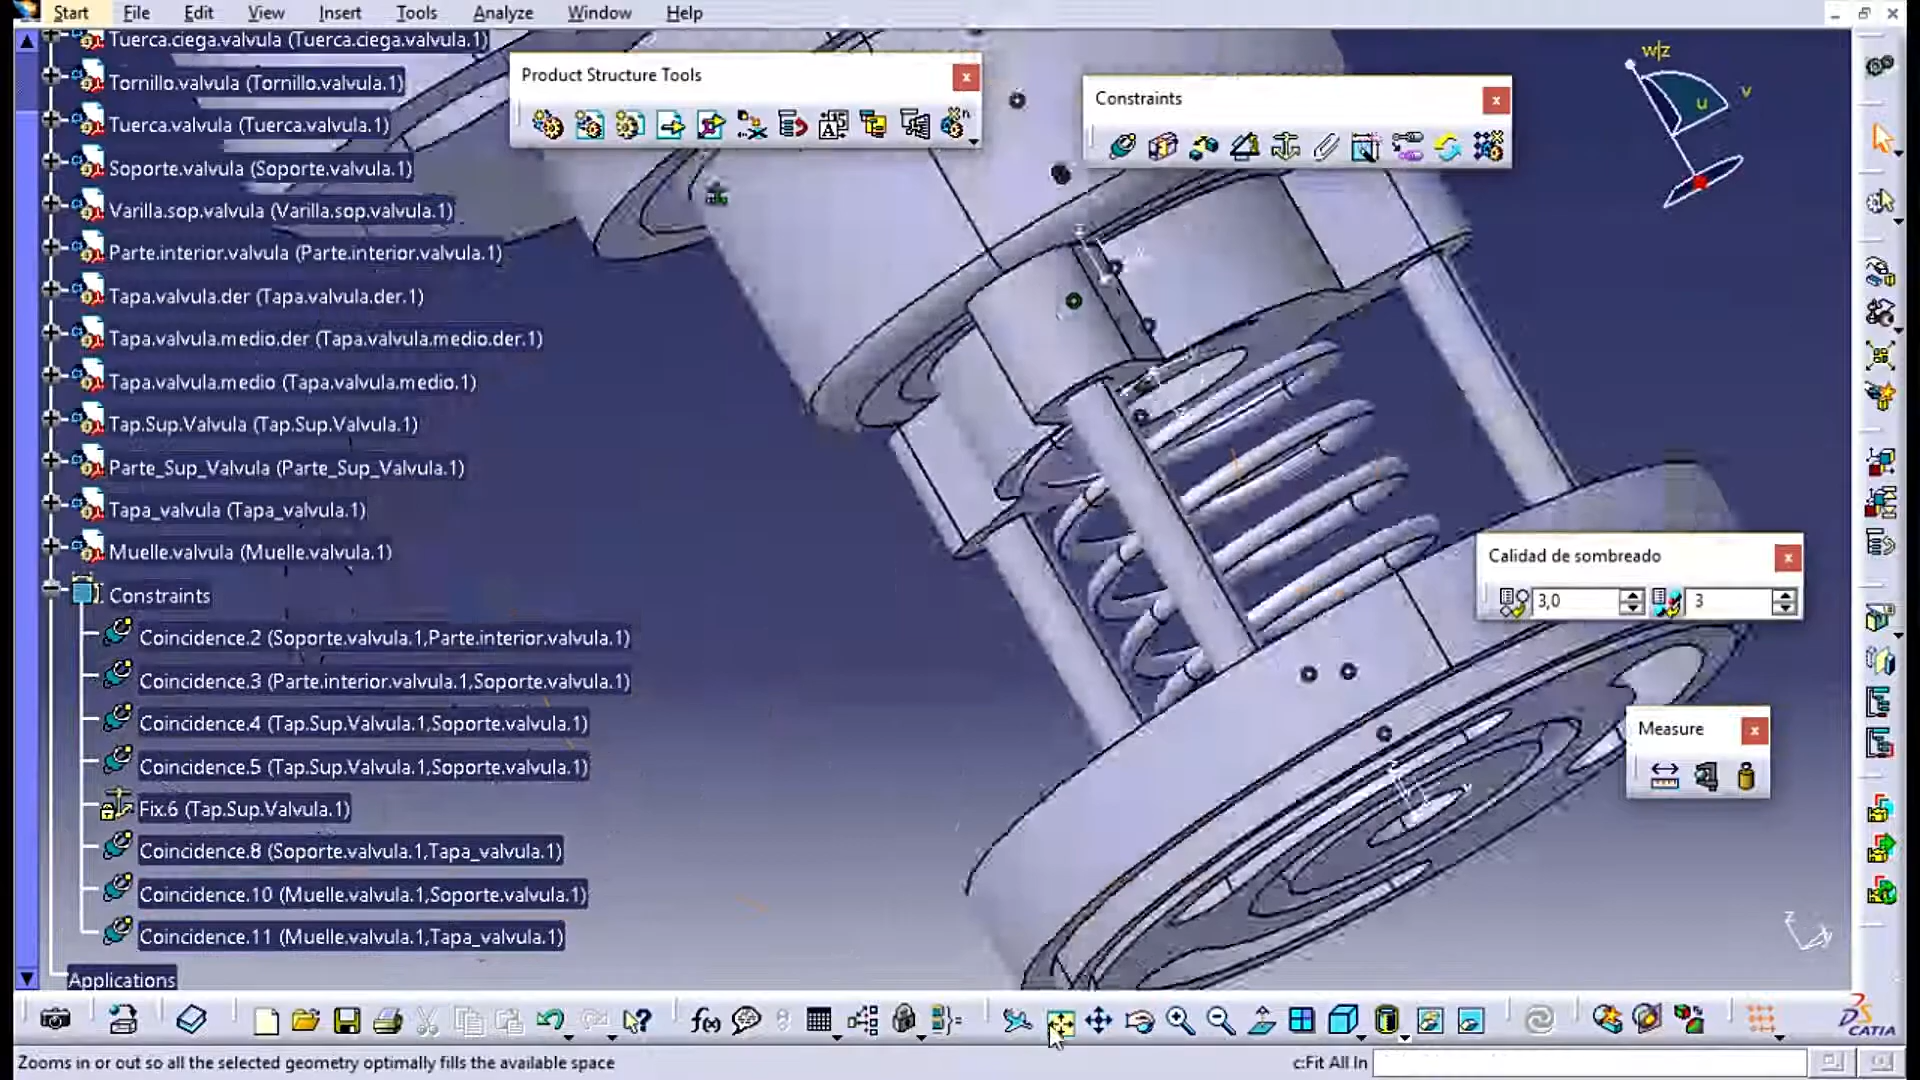 Start File Edit View Insert Tools Analyze Window Help
Tuerca.ciega.valvula (Tuerca.ciega.valvula.1)
Tornillo.valvula (Tornillo.valvula.1)
Tuerca.valvula (Tuerca.valvula.1)
Soporte.valvula (Soporte.valvula.1)
Varilla.sop.valvula (Varilla.sop.valvula.1)
Parte.interior.valvula (Parte.interior.valvula.1)
Tapa.valvula.der (Tapa.valvula.der.1)
Tapa.valvula.medio.der (Tapa.valvula.medio.der.1)
Tapa.valvula.medio (Tapa.valvula.medio.1)
Tap.Sup.Valvula (Tap.Sup.Valvula.1)
Parte_Sup_Valvula (Parte_Sup_Valvula.1)
Tapa_valvula (Tapa_valvula.1)
Muelle.valvula (Muelle.valvula.1)
Constraints
Coincidence.2 (Soporte.valvula.1,Parte.interior.valvula.1)
Coincidence.3 (Parte.interior.valvula.1,Soporte.valvula.1)
Coincidence.4 (Tap.Sup.Valvula.1,Soporte.valvula.1)
Coincidence.5 (Tap.Sup.Valvula.1,Soporte.valvula.1)
Fix.6 (Tap.Sup.Valvula.1)
Coincidence.8 (Soporte.valvula.1,Tapa_valvula.1)
Coincidence.10 (Muelle.valvula.1,Soporte.valvula.1)
Coincidence.11 (Muelle.valvula.1,Tapa_valvula.1)
Applications
Product Structure Tools
Constraints
w|z
u
v
Calidad de sombreado
3,0
3
Measure
z
y
f(x)
DS CATIA
Zooms in or out so all the selected geometry optimally fills the available space
c:Fit All In